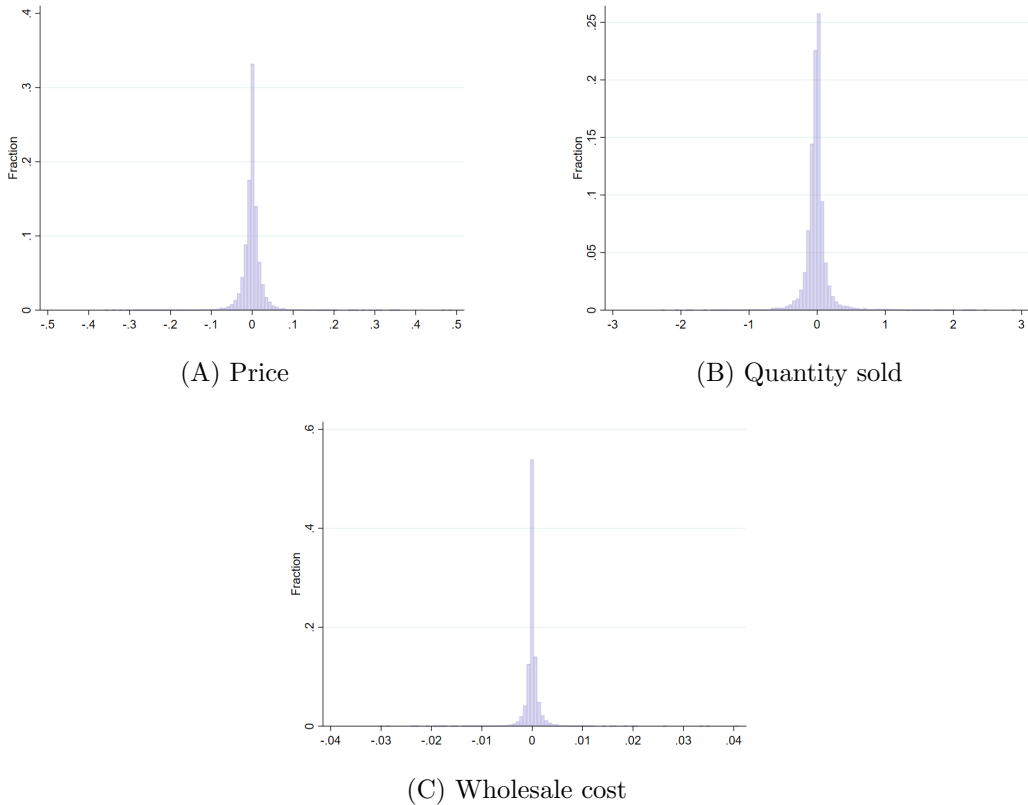 Fraction
0
.1
.2
.3
.4
-.5 -.4 -.3 -.2 -.1 0 .1 .2 .3 .4 .5
(A) Price
Fraction
0
.05
.1
.15
.2
.25
-3 -2 -1 0 1 2 3
(B) Quantity sold
Fraction
0
.2
.4
.6
-.04 -.03 -.02 -.01 0 .01 .02 .03 .04
(C) Wholesale cost